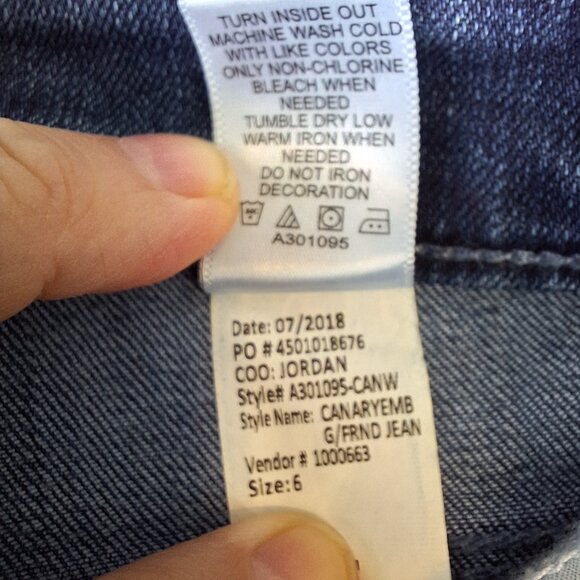 TURN INSIDE OUT
MACHINE WASH COLD
WITH LIKE COLORS
ONLY NON-CHLORINE
BLEACH WHEN
NEEDED
TUMBLE DRY LOW
WARM IRON WHEN
NEEDED
DO NOT IRON
DECORATION
A301095
Date: 07/2018
PO # 4501018676
COO: JORDAN
Style# A301095-CANW
Style Name: CANARYEMB
G/FRND JEAN
Vendor # 1000663
Size: 6